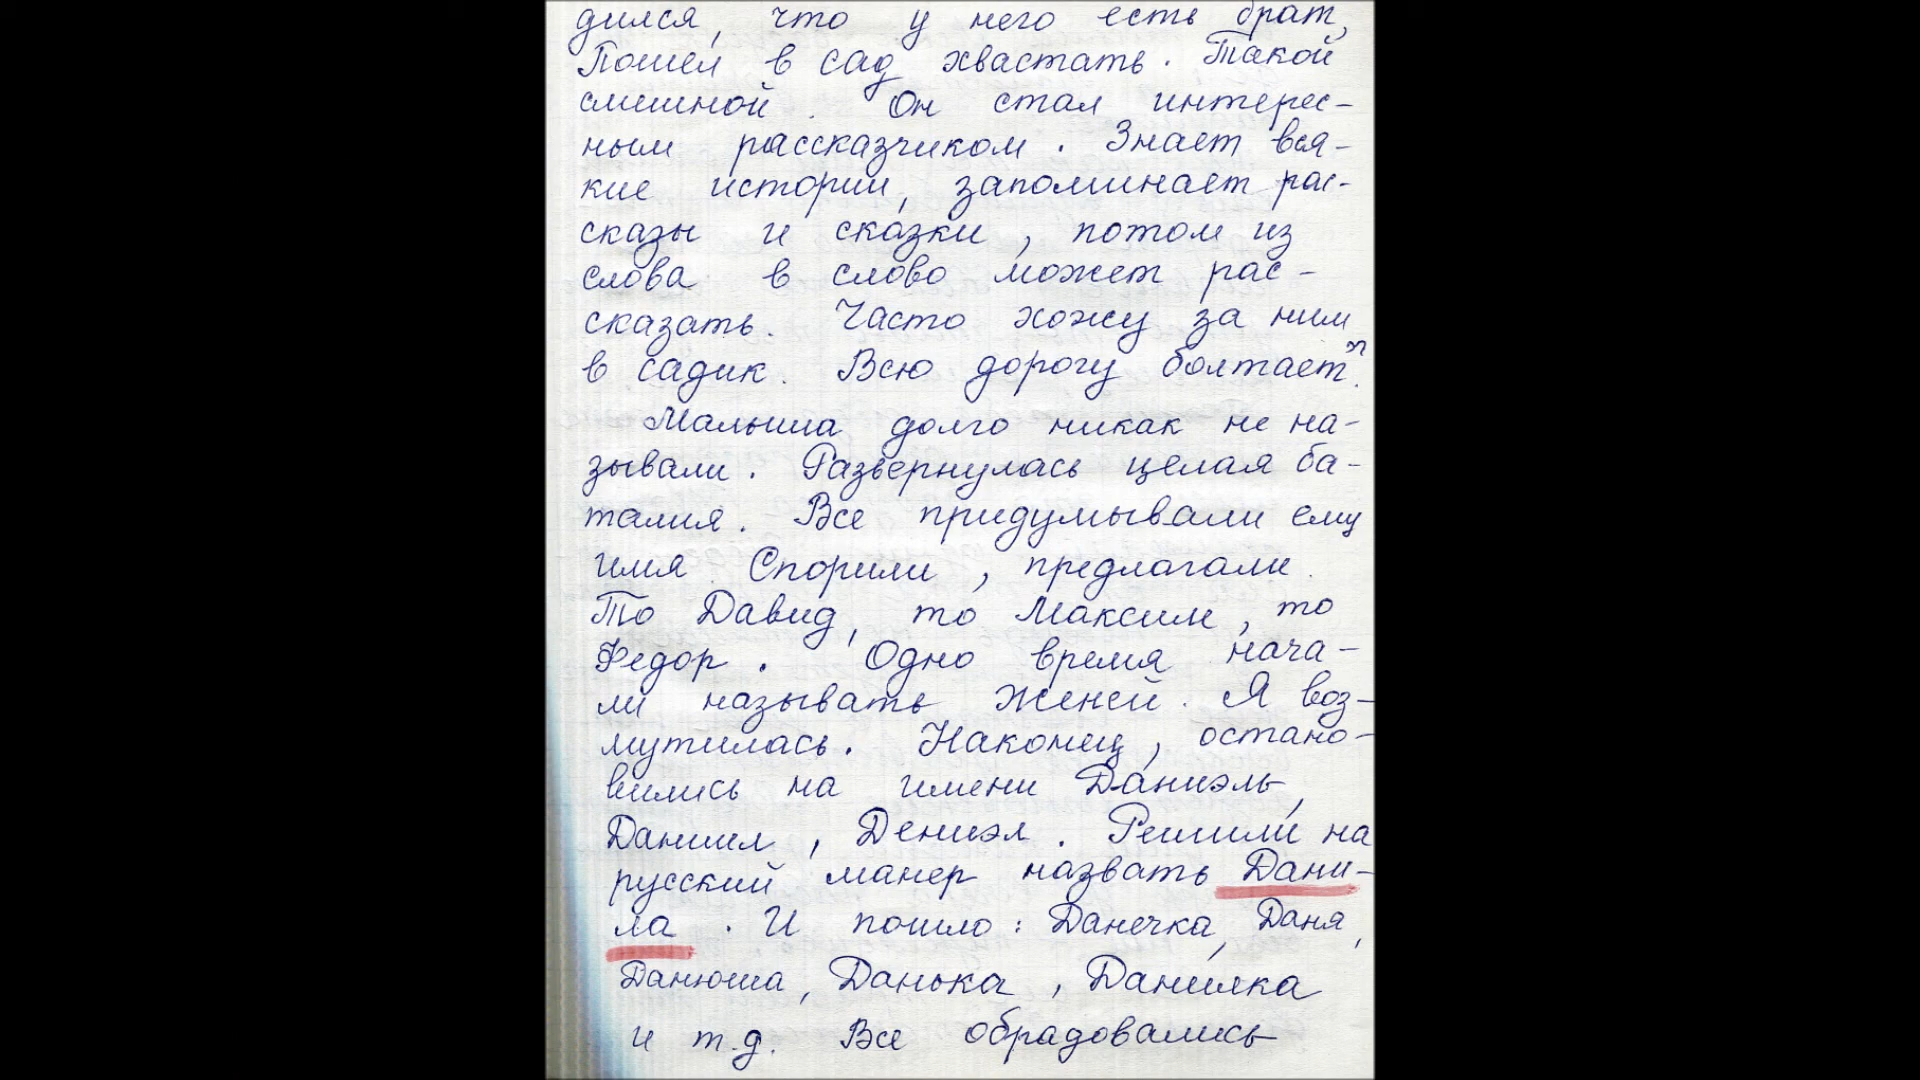 дился, что у него есть брат,
Пошёл в сад хвастать. Такой
смешной. Он стал интерес-
ным рассказчиком. Знает вся-
кие истории, запоминает рас-
сказы и сказки, потом из
слова в слово может рас-
сказать. Часто хожу за ним
в садик. Всю дорогу болтает".
Малыша долго никак не на-
зывали. Развернулась целая ба-
талия. Все придумывали ему
имя. Спорили, предлагали.
То Давид, то Максим, то
Федор. Одно время нача-
ли называть Женей. Я воз-
мутилась. Наконец, остано-
вились на имени Даниэль,
Даниил, Дениэл. Решили на
русский манер назвать Дани-
ла. И пошло: Данечка, Даня,
Данюша, Данька, Данилка
и т.д. Все обрадовались